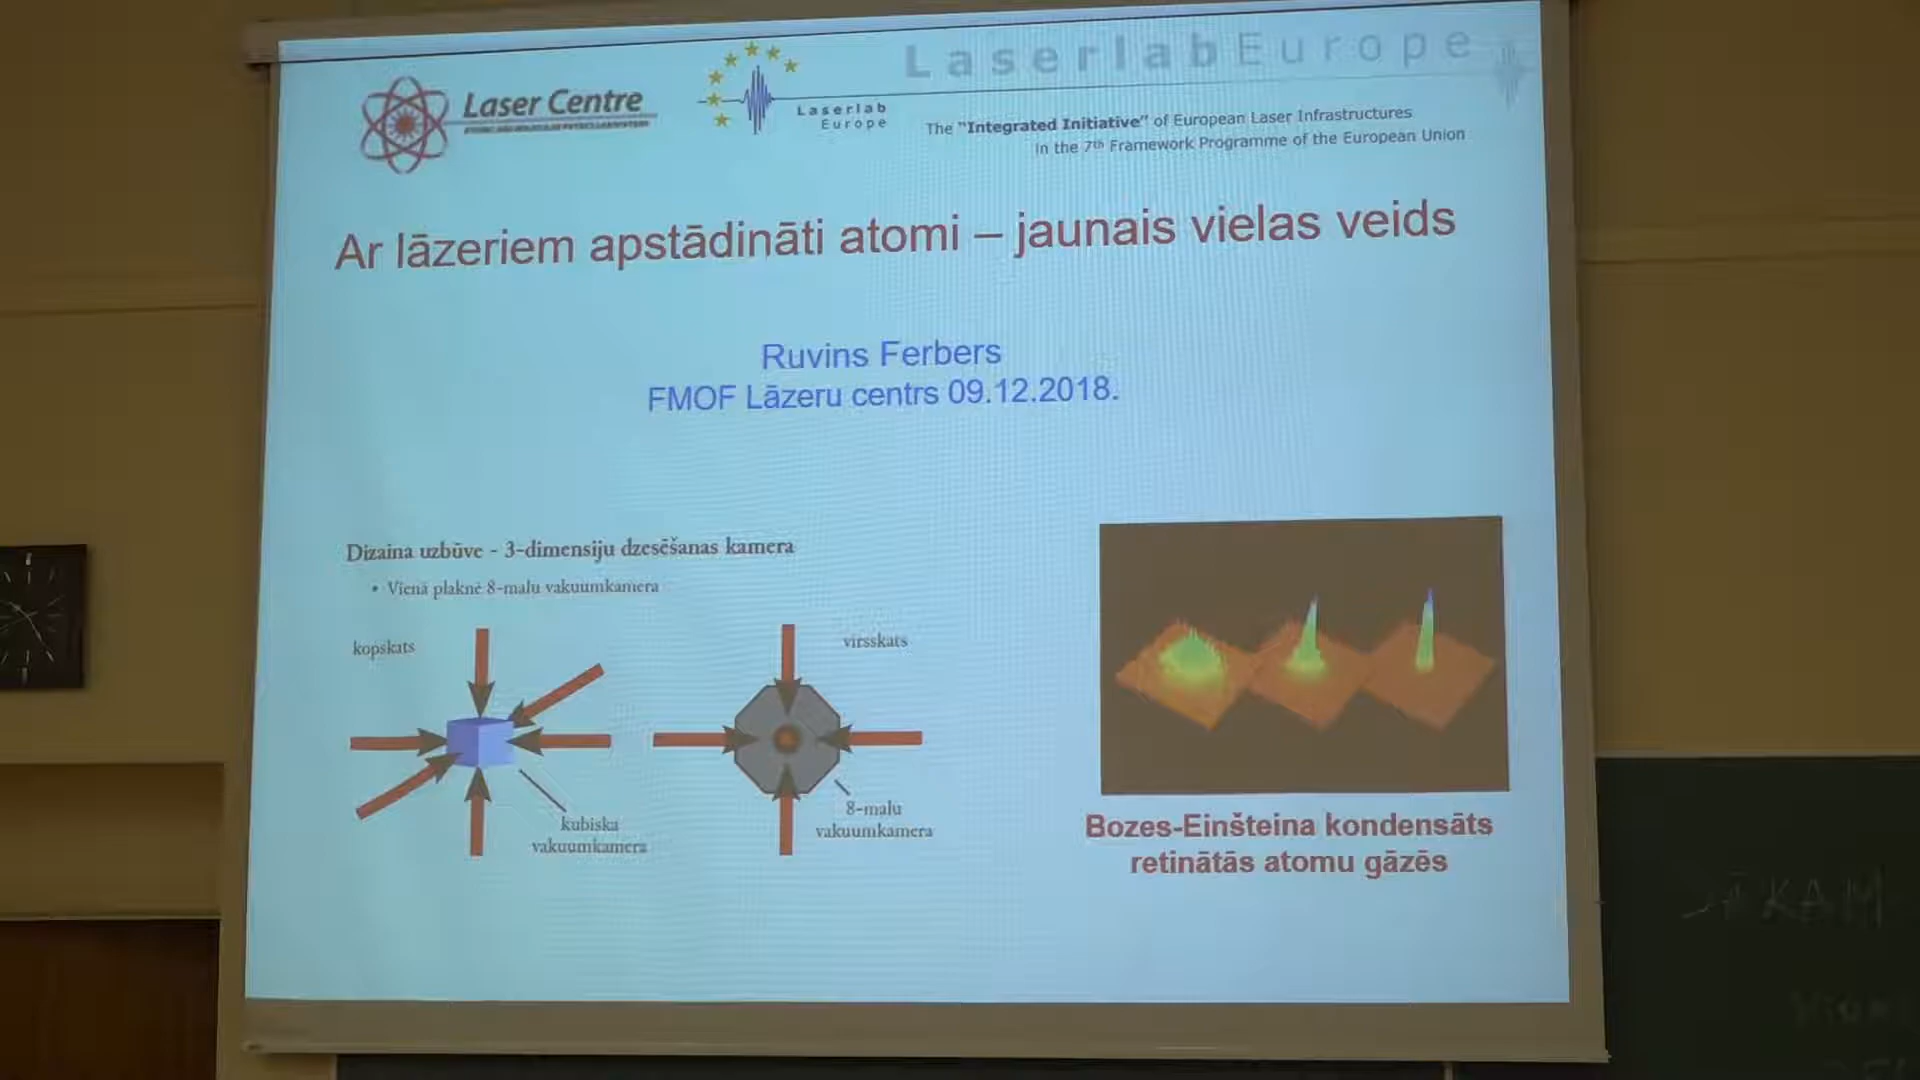 Laser Centre
Laserlab
Europe
LaserlabEurope
The "Integrated Initiative" of European Laser Infrastructures
in the 7th Framework Programme of the European Union
Ar lāzeriem apstādināti atomi – jaunais vielas veids
Ruvins Ferbers
FMOF Lāzeru centrs 09.12.2018.
Dizaina uzbūve - 3-dimensiju dzesēšanas kamera
• Vienā plaknē 8-malu vakuumkamera
kopskats
virsskats
kubiska
vakuumkamera
8-malu
vakuumkamera
Bozes-Einšteina kondensāts
retinātās atomu gāzēs